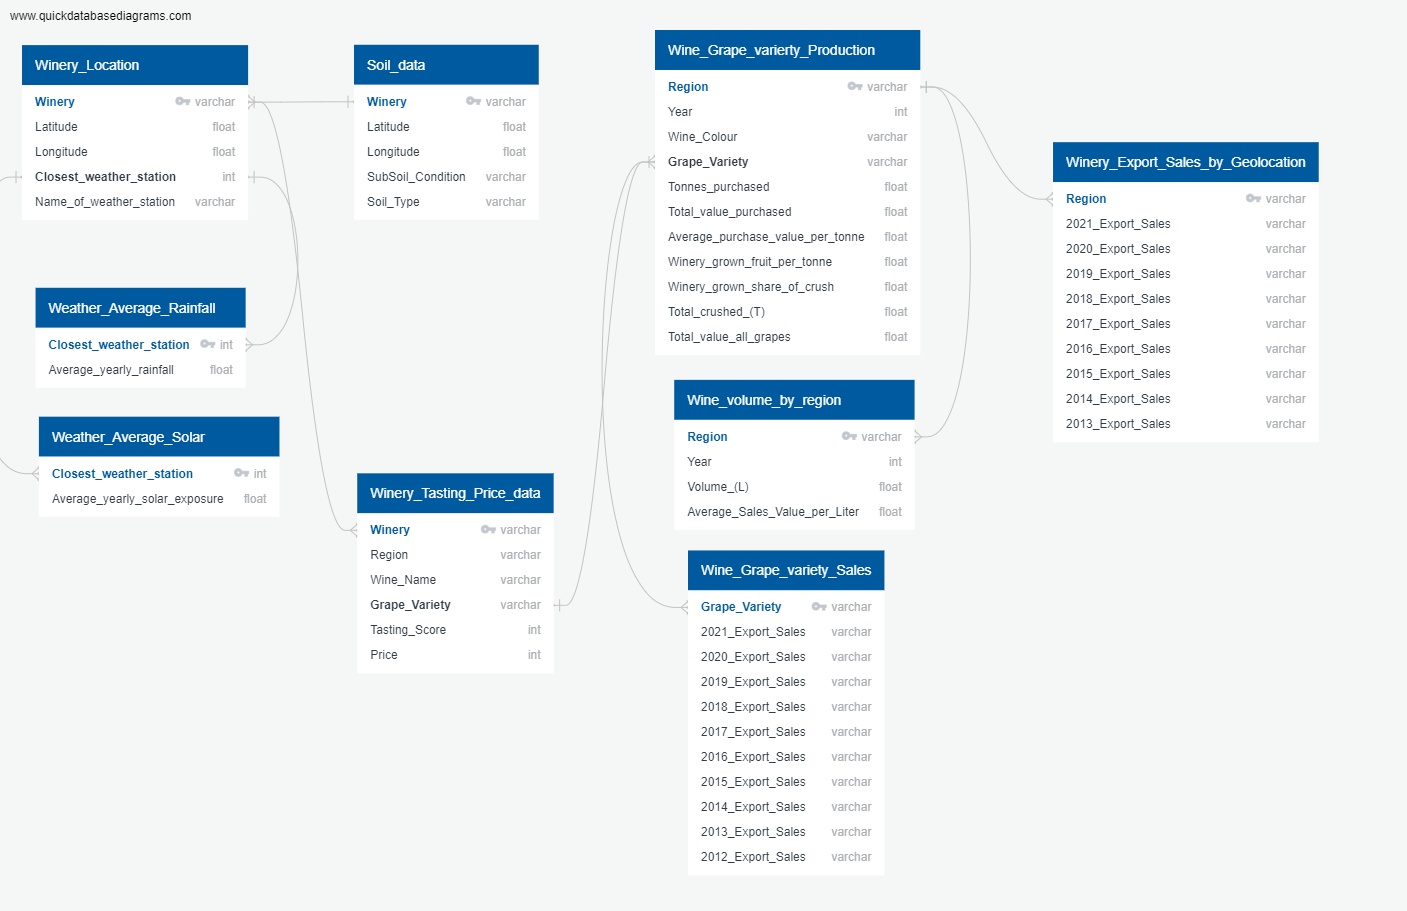 www.quickdatabasediagrams.com
Winery_Location
Winery varchar
Latitude float
Longitude float
Closest_weather_station int
Name_of_weather_station varchar
Soil_data
Winery varchar
Latitude float
Longitude float
SubSoil_Condition varchar
Soil_Type varchar
Wine_Grape_varierty_Production
Region varchar
Year int
Wine_Colour varchar
Grape_Variety varchar
Tonnes_purchased float
Total_value_purchased float
Average_purchase_value_per_tonne float
Winery_grown_fruit_per_tonne float
Winery_grown_share_of_crush float
Total_crushed_(T) float
Total_value_all_grapes float
Winery_Export_Sales_by_Geolocation
Region varchar
2021_Export_Sales varchar
2020_Export_Sales varchar
2019_Export_Sales varchar
2018_Export_Sales varchar
2017_Export_Sales varchar
2016_Export_Sales varchar
2015_Export_Sales varchar
2014_Export_Sales varchar
2013_Export_Sales varchar
Weather_Average_Rainfall
Closest_weather_station int
Average_yearly_rainfall float
Weather_Average_Solar
Closest_weather_station int
Average_yearly_solar_exposure float
Winery_Tasting_Price_data
Winery varchar
Region varchar
Wine_Name varchar
Grape_Variety varchar
Tasting_Score int
Price int
Wine_volume_by_region
Region varchar
Year int
Volume_(L) float
Average_Sales_Value_per_Liter float
Wine_Grape_variety_Sales
Grape_Variety varchar
2021_Export_Sales varchar
2020_Export_Sales varchar
2019_Export_Sales varchar
2018_Export_Sales varchar
2017_Export_Sales varchar
2016_Export_Sales varchar
2015_Export_Sales varchar
2014_Export_Sales varchar
2013_Export_Sales varchar
2012_Export_Sales varchar